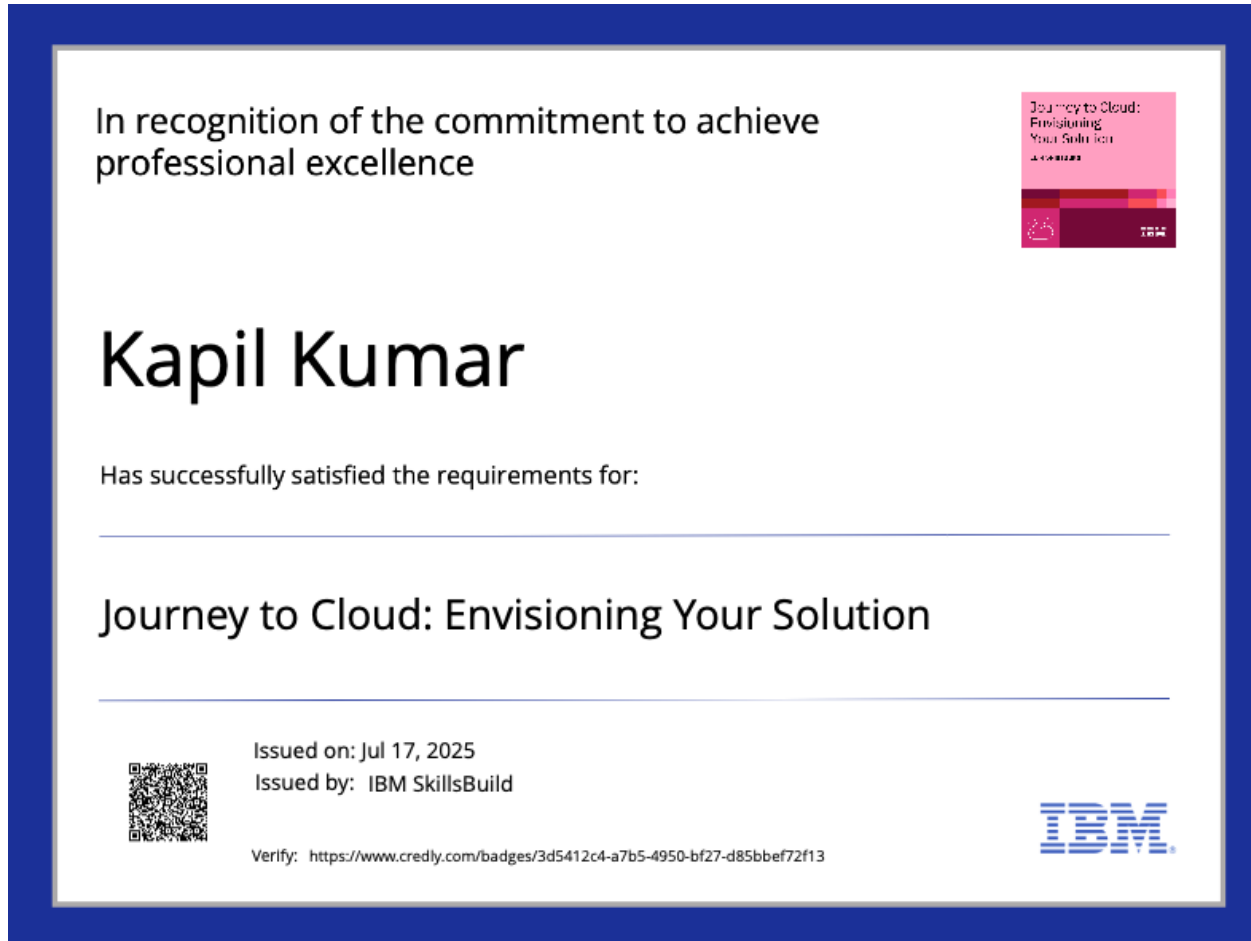 In recognition of the commitment to achieve
professional excellence
Journey to Cloud:
Envisioning
Your Solution
IBM
Kapil Kumar
Has successfully satisfied the requirements for:
Journey to Cloud: Envisioning Your Solution
Issued on: Jul 17, 2025
Issued by: IBM SkillsBuild
Verify: https://www.credly.com/badges/3d5412c4-a7b5-4950-bf27-d85bbef72f13
IBM